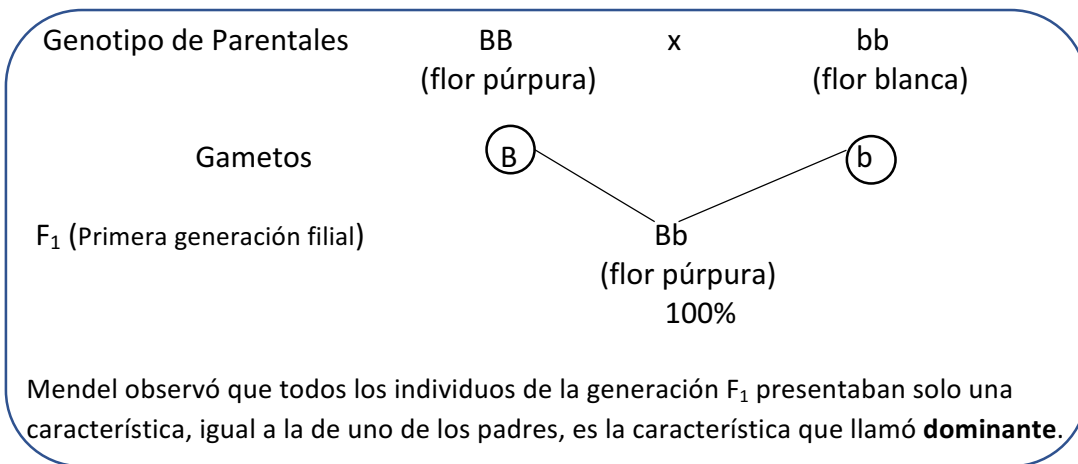 Genotipo de Parentales BB x bb
(flor púrpura) (flor blanca)
Gametos B b
F₁ (Primera generación filial) Bb
(flor púrpura)
100%
Mendel observó que todos los individuos de la generación F₁ presentaban solo una
característica, igual a la de uno de los padres, es la característica que llamó dominante.